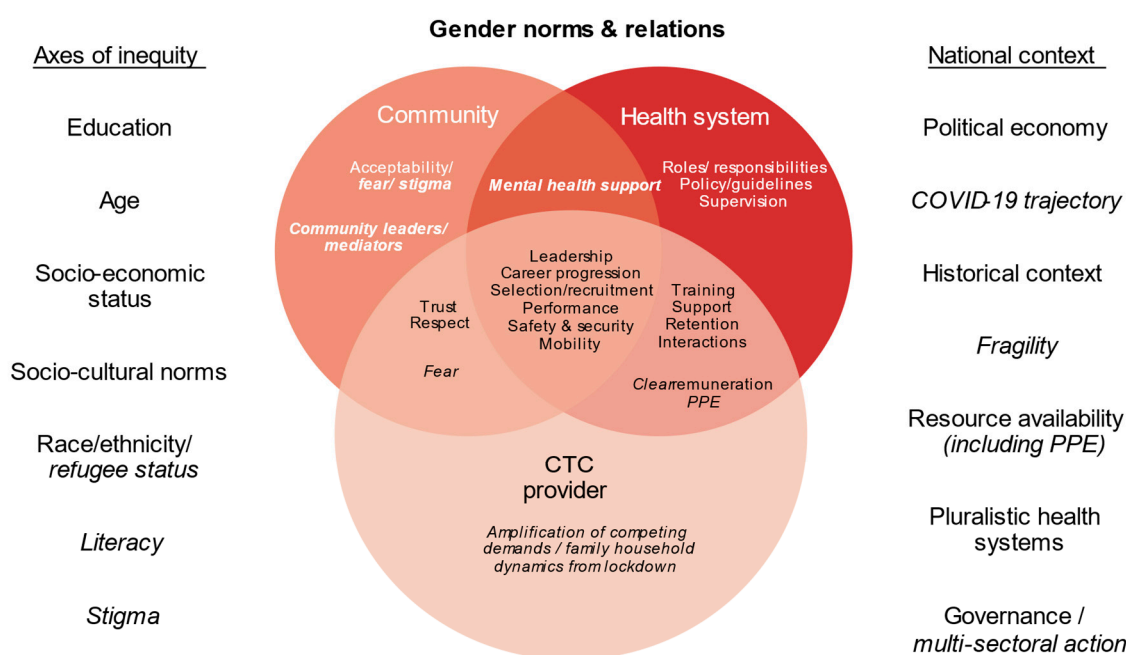 Gender norms & relations
Axes of inequity
Education
Age
Socio-economic
status
Socio-cultural norms
Race/ethnicity/
refugee status
Literacy
Stigma
Community
Acceptability/
fear/ stigma
Community leaders/
mediators
Mental health support
Health system
Roles/ responsibilities
Policy/guidelines
Supervision
Trust
Respect
Fear
Leadership
Career progression
Selection/recruitment
Performance
Safety & security
Mobility
Training
Support
Retention
Interactions
Clearremuneration
PPE
CTC
provider
Amplification of competing
demands / family household
dynamics from lockdown
National context
Political economy
COVID-19 trajectory
Historical context
Fragility
Resource availability
(including PPE)
Pluralistic health
systems
Governance /
multi-sectoral action